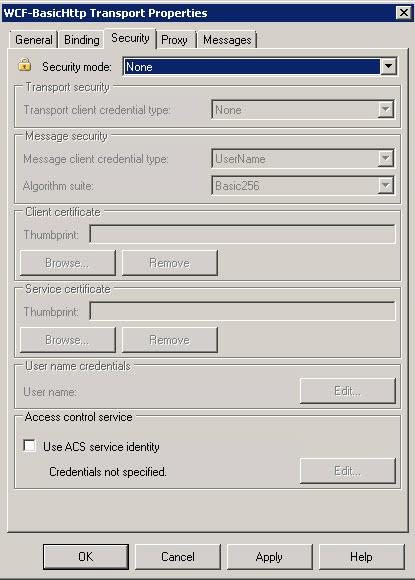 WCF-BasicHttp Transport Properties
General Binding Security Proxy Messages
Security mode: None
Transport security
Transport client credential type: None
Message security
Message client credential type: UserName
Algorithm suite: Basic256
Client certificate
Thumbprint:
Browse... Remove
Service certificate
Thumbprint:
Browse... Remove
User name credentials
User name: Edit...
Access control service
Use ACS service identity
Credentials not specified. Edit...
OK Cancel Apply Help